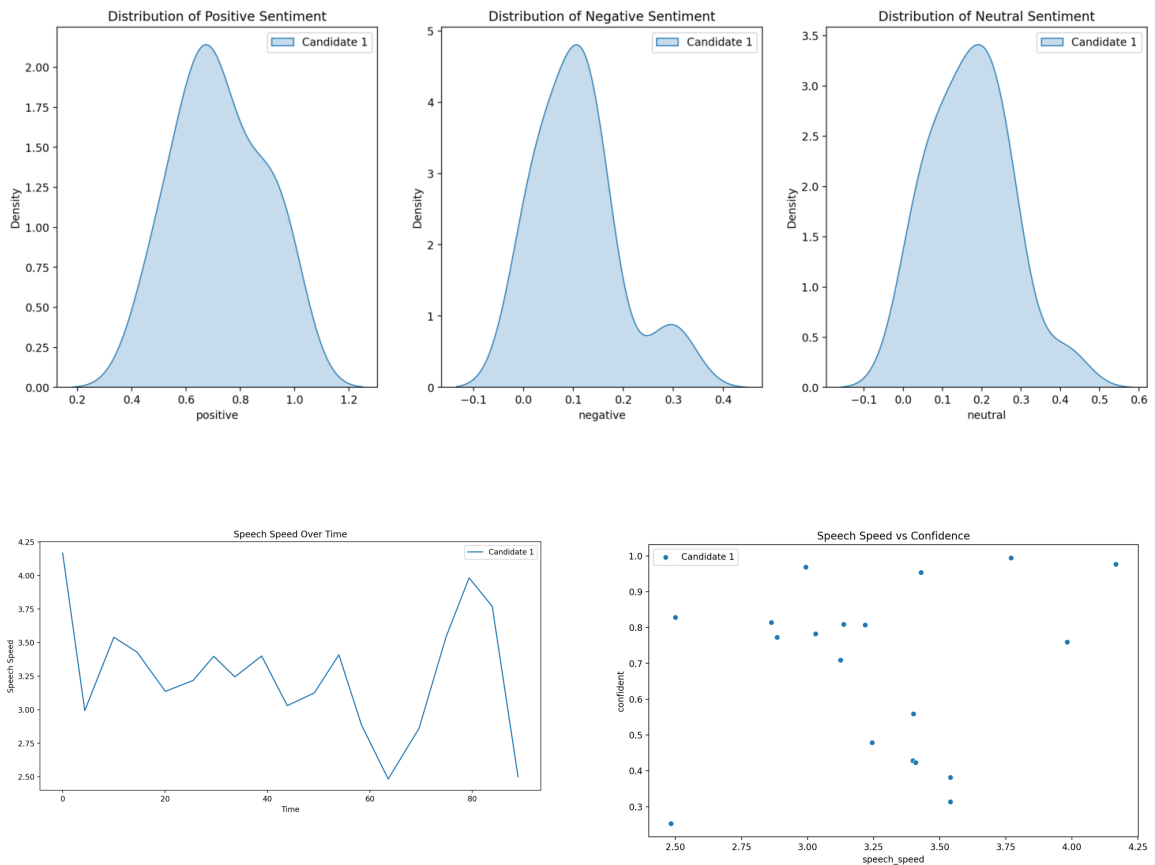 Distribution of Positive Sentiment
Candidate 1
2.00
1.75
1.50
1.25
1.00
0.75
0.50
0.25
0.00
Density
0.2 0.4 0.6 0.8 1.0 1.2
positive
Distribution of Negative Sentiment
Candidate 1
5
4
3
2
1
0
Density
−0.1 0.0 0.1 0.2 0.3 0.4
negative
Distribution of Neutral Sentiment
Candidate 1
3.5
3.0
2.5
2.0
1.5
1.0
0.5
0.0
Density
−0.1 0.0 0.1 0.2 0.3 0.4 0.5 0.6
neutral
Speech Speed Over Time
Candidate 1
4.25
4.00
3.75
3.50
3.25
3.00
2.75
2.50
Speech Speed
0 20 40 60 80
Time
Speech Speed vs Confidence
Candidate 1
1.0
0.9
0.8
0.7
0.6
0.5
0.4
0.3
confident
2.50 2.75 3.00 3.25 3.50 3.75 4.00 4.25
speech_speed